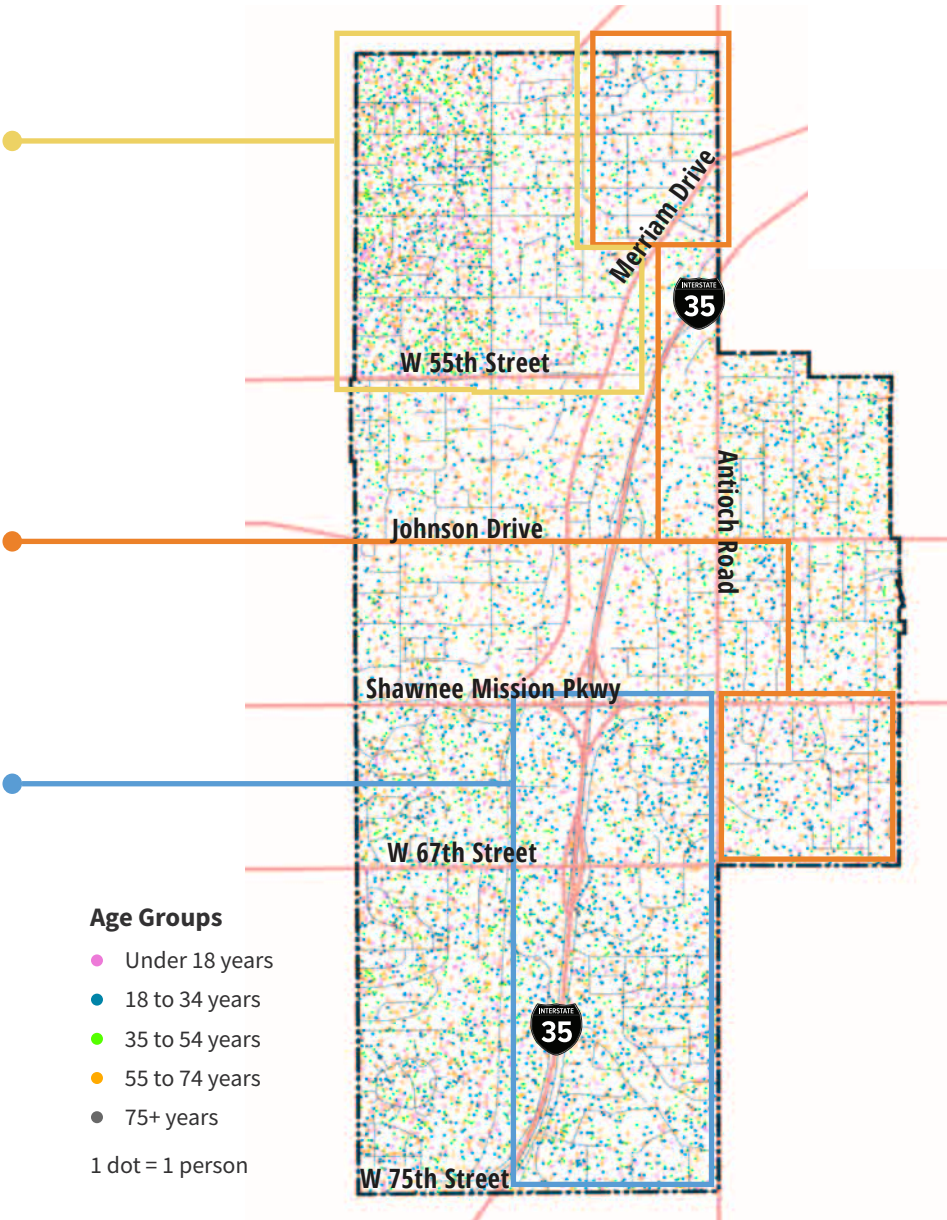 Merriam Drive
INTERSTATE
35
W 55th Street
Antioch Road
Johnson Drive
Shawnee Mission Pkwy
W 67th Street
Age Groups
Under 18 years
18 to 34 years
35 to 54 years
55 to 74 years
75+ years
1 dot = 1 person
INTERSTATE
35
W 75th Street